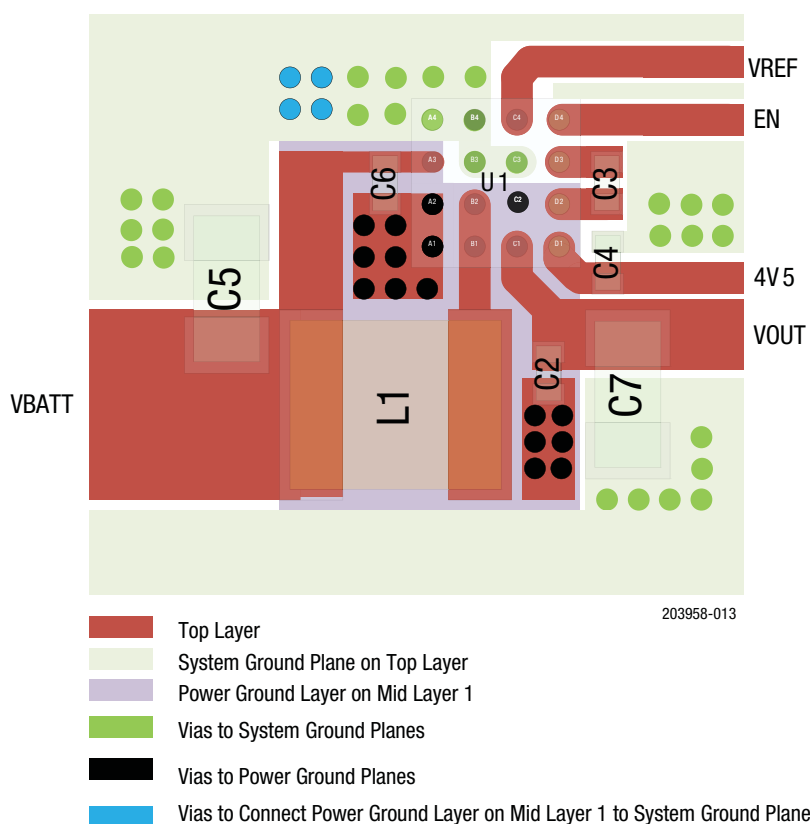 VREF
EN
A4 B4 C4 D4
A3 B3 C3 D3
C6 U1 C3
A2 B2 C2 D2
A1 B1 C1 D1
C5 C4
4V5
VOUT
C2
C7
L1
VBATT
203958-013
Top Layer
System Ground Plane on Top Layer
Power Ground Layer on Mid Layer 1
Vias to System Ground Planes
Vias to Power Ground Planes
Vias to Connect Power Ground Layer on Mid Layer 1 to System Ground Plane